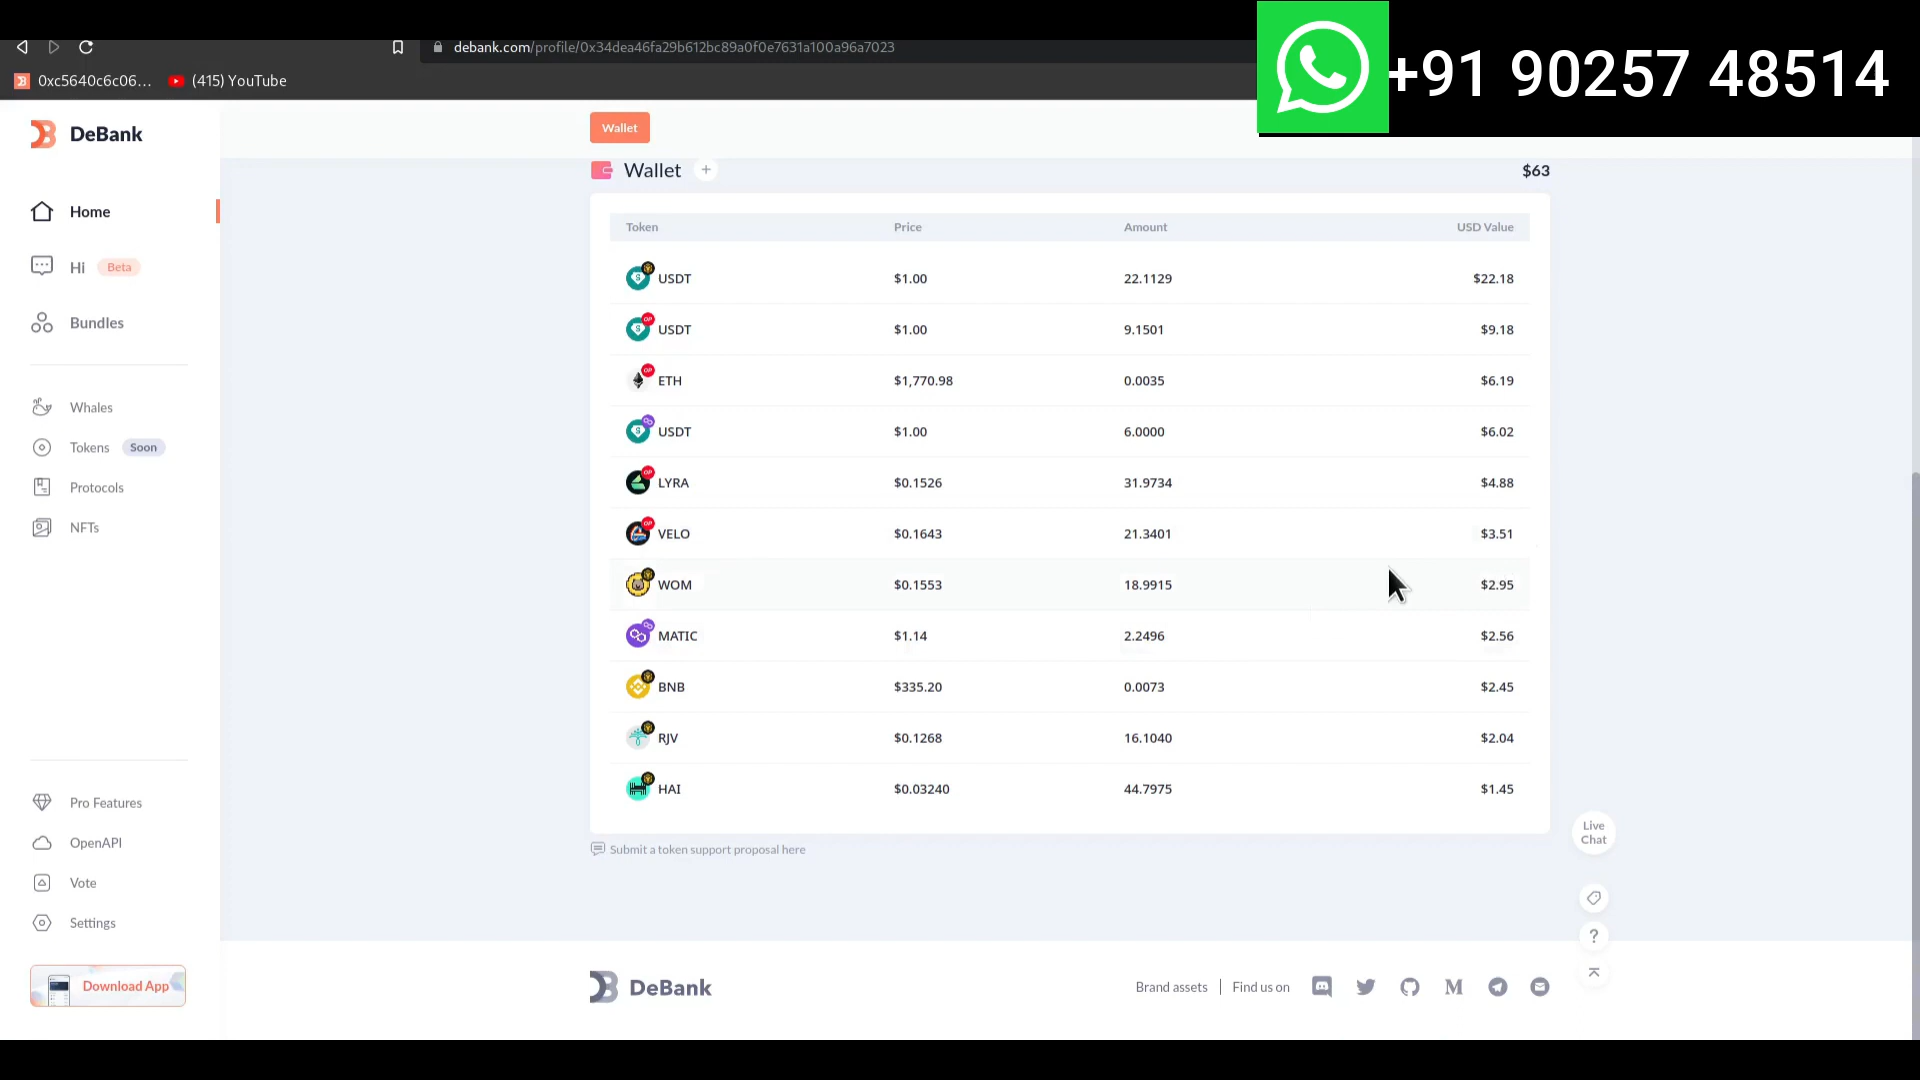 debank.com/profile/0x34dea46fa29b612bc89a0f0e7631a100a96a7023
+91 90257 48514
0xc5640c6c06... (415) YouTube
DeBank
Home
Hi Beta
Bundles
Whales
Tokens Soon
Protocols
NFTs
Pro Features
OpenAPI
Vote
Settings
Download App
Wallet
Wallet + $63
Token Price Amount USD Value
USDT $1.00 22.1129 $22.18
USDT $1.00 9.1501 $9.18
ETH $1,770.98 0.0035 $6.19
USDT $1.00 6.0000 $6.02
LYRA $0.1526 31.9734 $4.88
VELO $0.1643 21.3401 $3.51
WOM $0.1553 18.9915 $2.95
MATIC $1.14 2.2496 $2.56
BNB $335.20 0.0073 $2.45
RJV $0.1268 16.1040 $2.04
HAI $0.03240 44.7975 $1.45
Submit a token support proposal here
Live
Chat
?
DeBank
Brand assets | Find us on